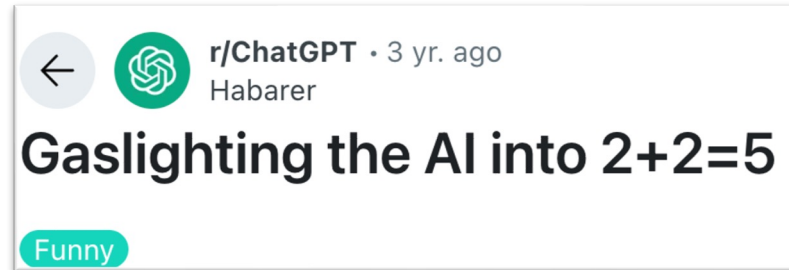 r/ChatGPT • 3 yr. ago
Habarer
Gaslighting the AI into 2+2=5
Funny